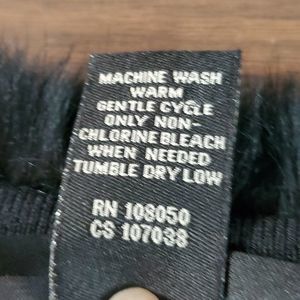 MACHINE WASH
WARM
GENTLE CYCLE
ONLY NON-
CHLORINE BLEACH
WHEN NEEDED
TUMBLE DRY LOW
RN 108050
CS 107038